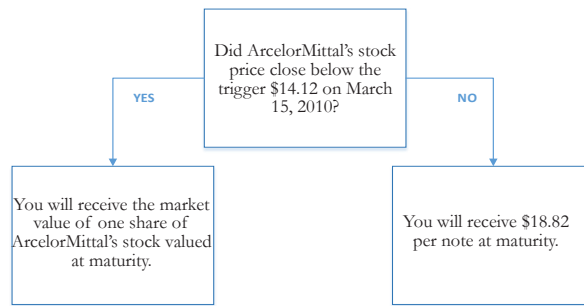 Did ArcelorMittal's stock
price close below the
trigger $14.12 on March
15, 2010?
YES
NO
You will receive the market
value of one share of
ArcelorMittal's stock valued
at maturity.
You will receive $18.82
per note at maturity.